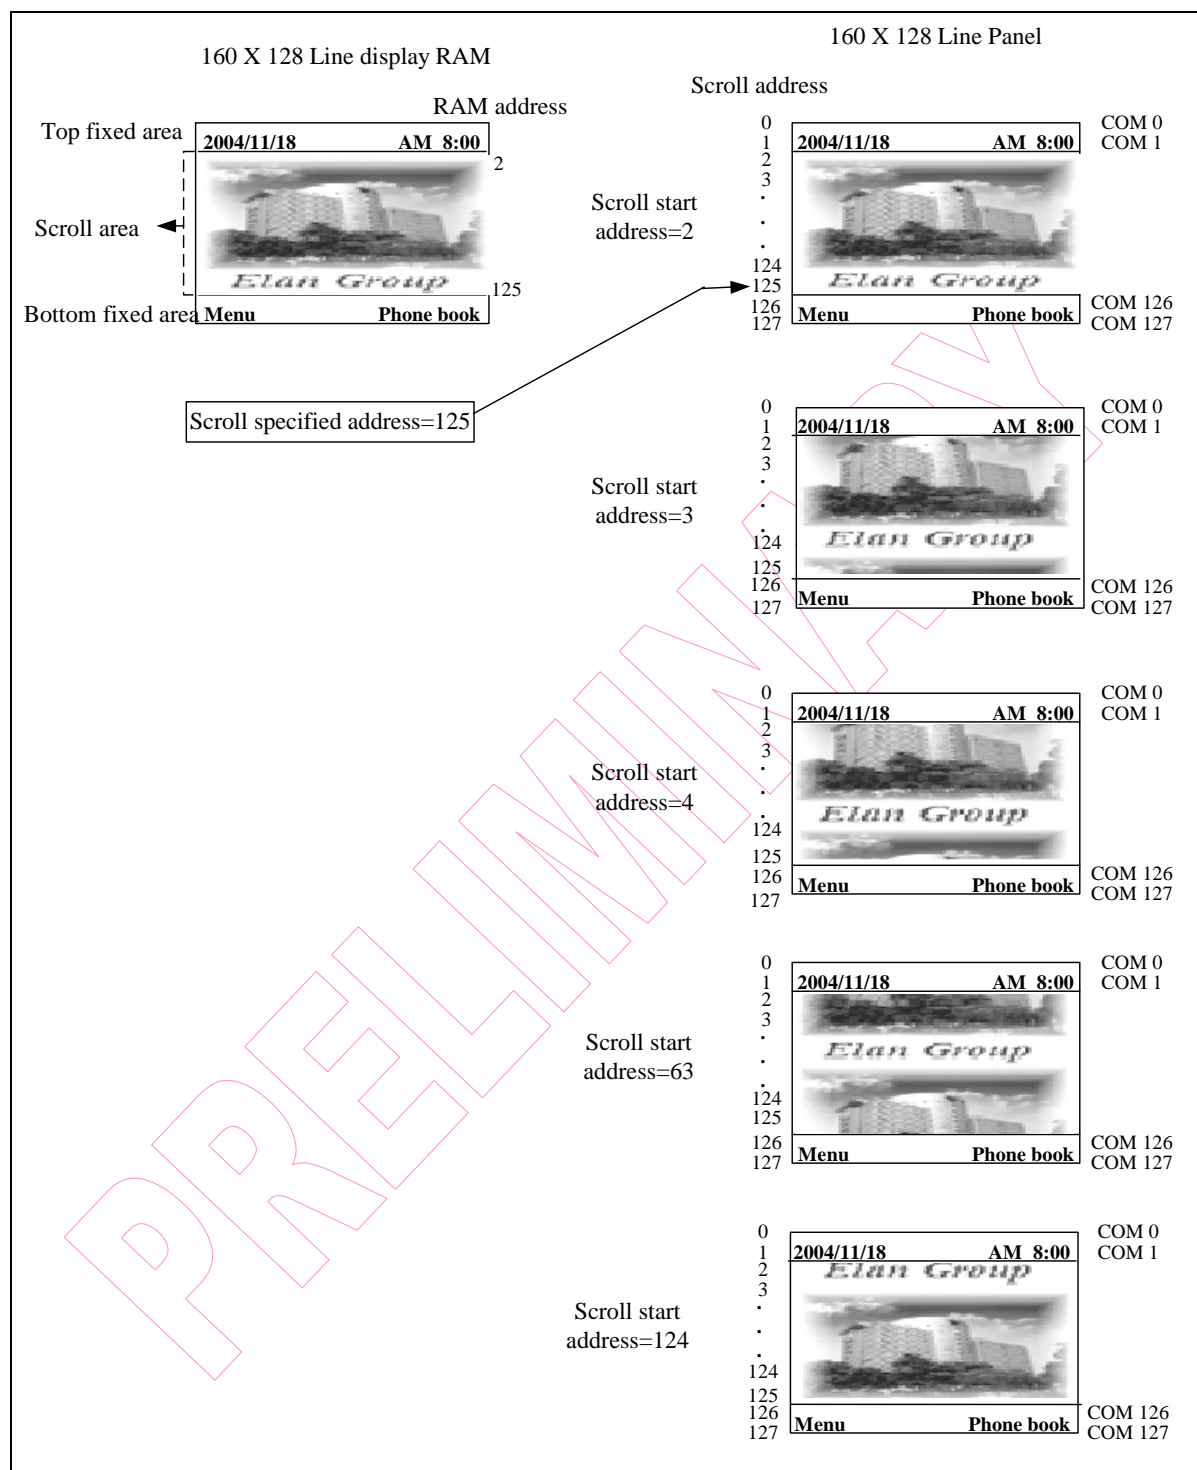 160 X 128 Line display RAM
160 X 128 Line Panel
RAM address
Top fixed area
2004/11/18 AM 8:00
2
Scroll area
Elan Group
125
Bottom fixed area
Menu Phone book
Scroll specified address=125
Scroll address
0 COM 0
1 2004/11/18 AM 8:00 COM 1
2
3
Scroll start
address=2
124
125 Elan Group
126 COM 126
127 Menu Phone book COM 127
0 COM 0
1 2004/11/18 AM 8:00 COM 1
2
3
Scroll start
address=3
124 Elan Group
125
126 COM 126
127 Menu Phone book COM 127
0 COM 0
1 2004/11/18 AM 8:00 COM 1
2
3
Scroll start
address=4
Elan Group
124
125
126 COM 126
Menu Phone book COM 127
127
0 COM 0
1 2004/11/18 AM 8:00 COM 1
2
3
Scroll start
address=63
Elan Group
124
125
126 COM 126
127 Menu Phone book COM 127
0 COM 0
1 2004/11/18 AM 8:00 COM 1
2 Elan Group
3
Scroll start
address=124
124
125
126 COM 126
127 Menu Phone book COM 127
PRELIMINARY